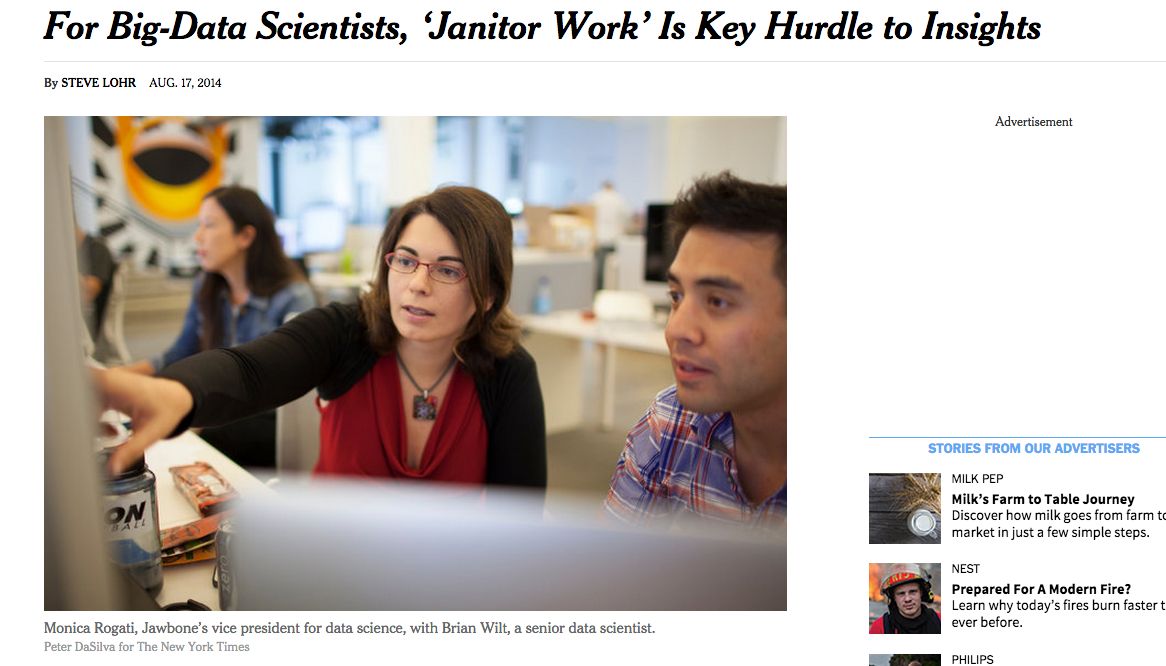 For Big-Data Scientists, ‘Janitor Work’ Is Key Hurdle to Insights
By STEVE LOHR AUG. 17, 2014
Advertisement
ON
BALL
zero
Monica Rogati, Jawbone’s vice president for data science, with Brian Wilt, a senior data scientist.
Peter DaSilva for The New York Times
STORIES FROM OUR ADVERTISERS
MILK PEP
Milk’s Farm to Table Journey
Discover how milk goes from farm to
market in just a few simple steps.
NEST
Prepared For A Modern Fire?
Learn why today’s fires burn faster t
ever before.
PHILIPS